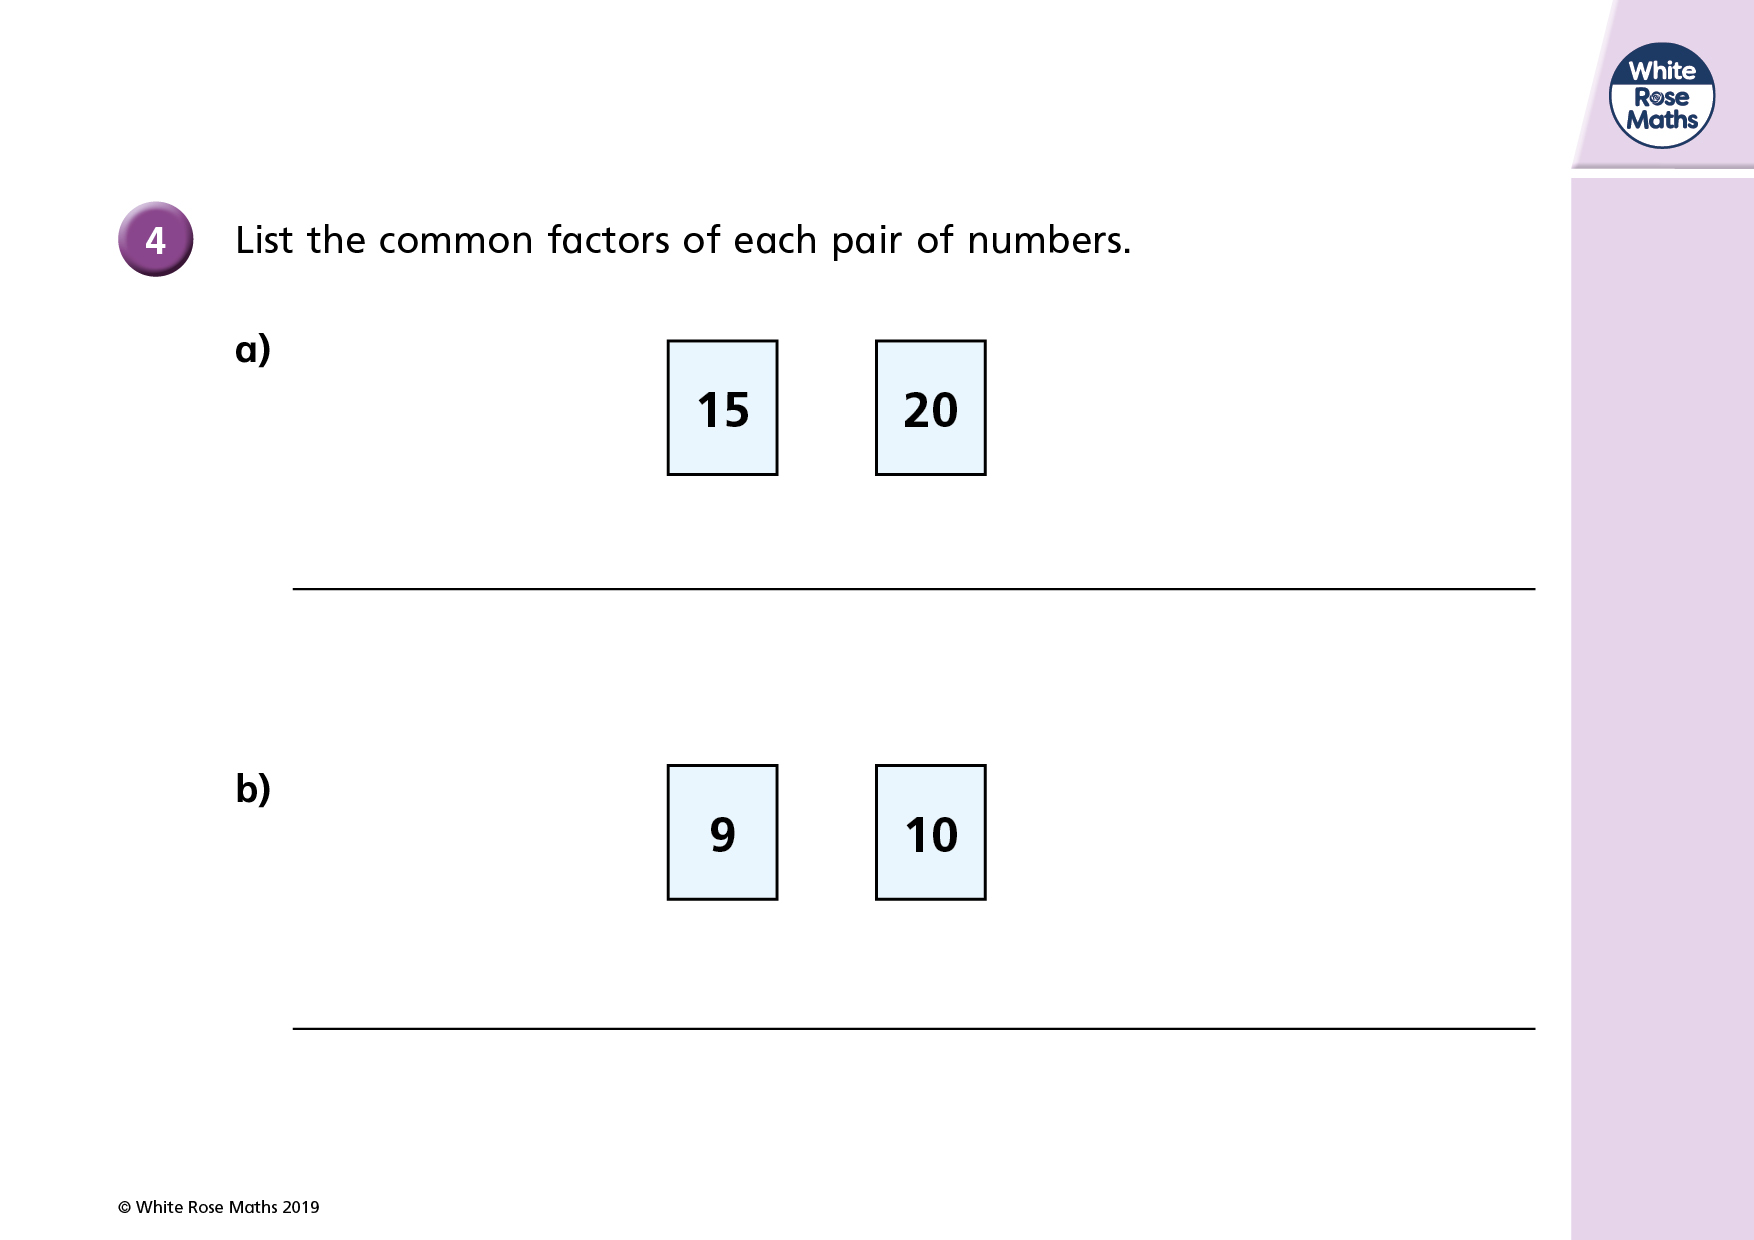 White
Rose
Maths
4 List the common factors of each pair of numbers.
a)
15 20
b)
9 10
© White Rose Maths 2019